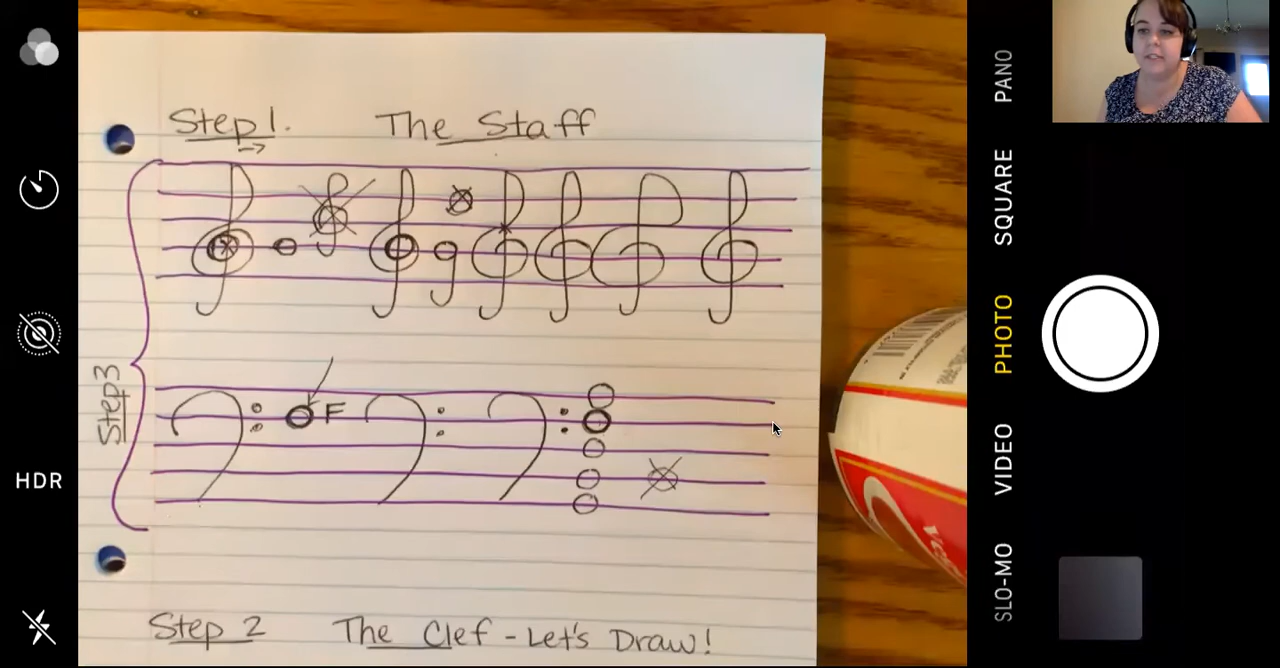 Step 1. The Staff
g
Step 3
F
Step 2 The Clef - Let's Draw!
HDR
PANO
SQUARE
PHOTO
VIDEO
SLO-MO